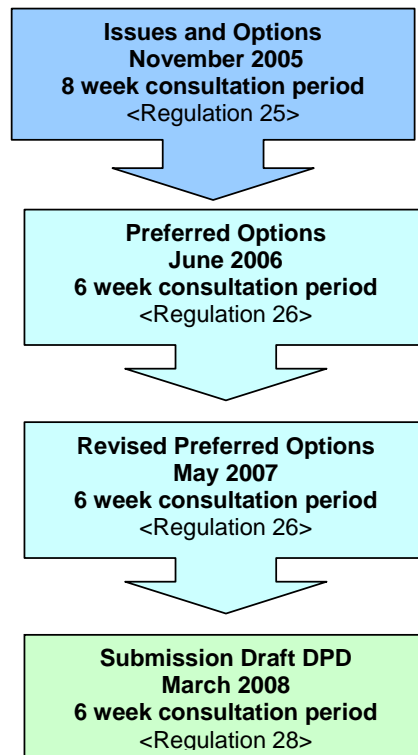 Issues and Options
November 2005
8 week consultation period
<Regulation 25>
Preferred Options
June 2006
6 week consultation period
<Regulation 26>
Revised Preferred Options
May 2007
6 week consultation period
<Regulation 26>
Submission Draft DPD
March 2008
6 week consultation period
<Regulation 28>